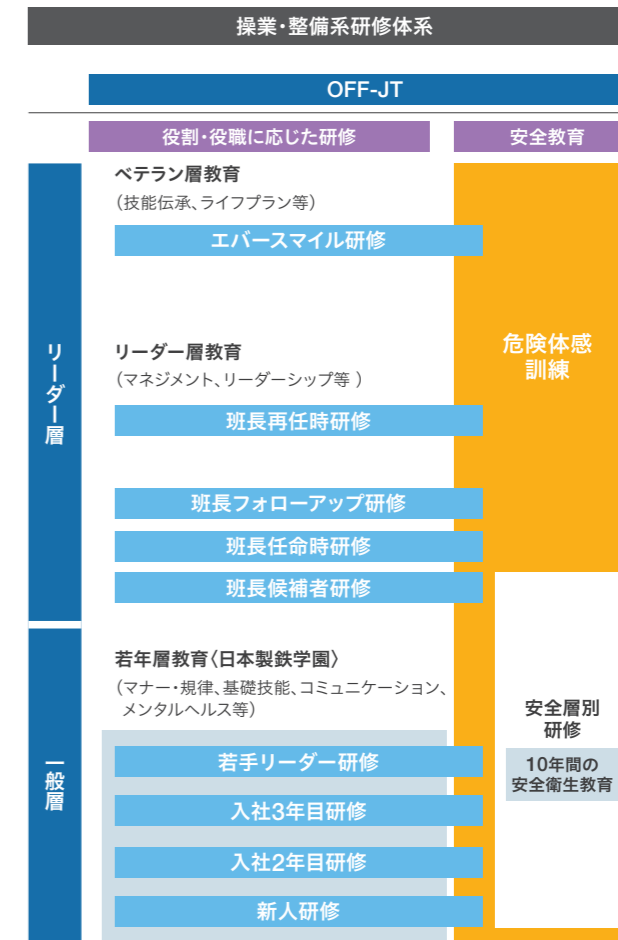 操業・整備系研修体系
OFF-JT
役割・役職に応じた研修
安全教育
リーダー層
ベテラン層教育
（技能伝承、ライフプラン等）
エバースマイル研修
リーダー層教育
（マネジメント、リーダーシップ等 ）
班長再任時研修
班長フォローアップ研修
班長任命時研修
班長候補者研修
危険体感
訓練
一般層
若年層教育〈日本製鉄学園〉
（マナー・規律、基礎技能、コミュニケーション、
メンタルヘルス等）
若手リーダー研修
入社3年目研修
入社2年目研修
新人研修
安全層別
研修
10年間の
安全衛生教育